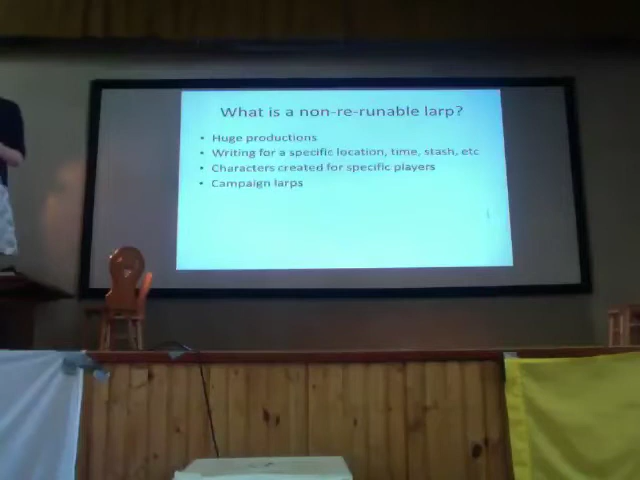 What is a non-re-runable larp?
• Huge productions
• Writing for a specific location, time, stash, etc
• Characters created for specific players
• Campaign larps